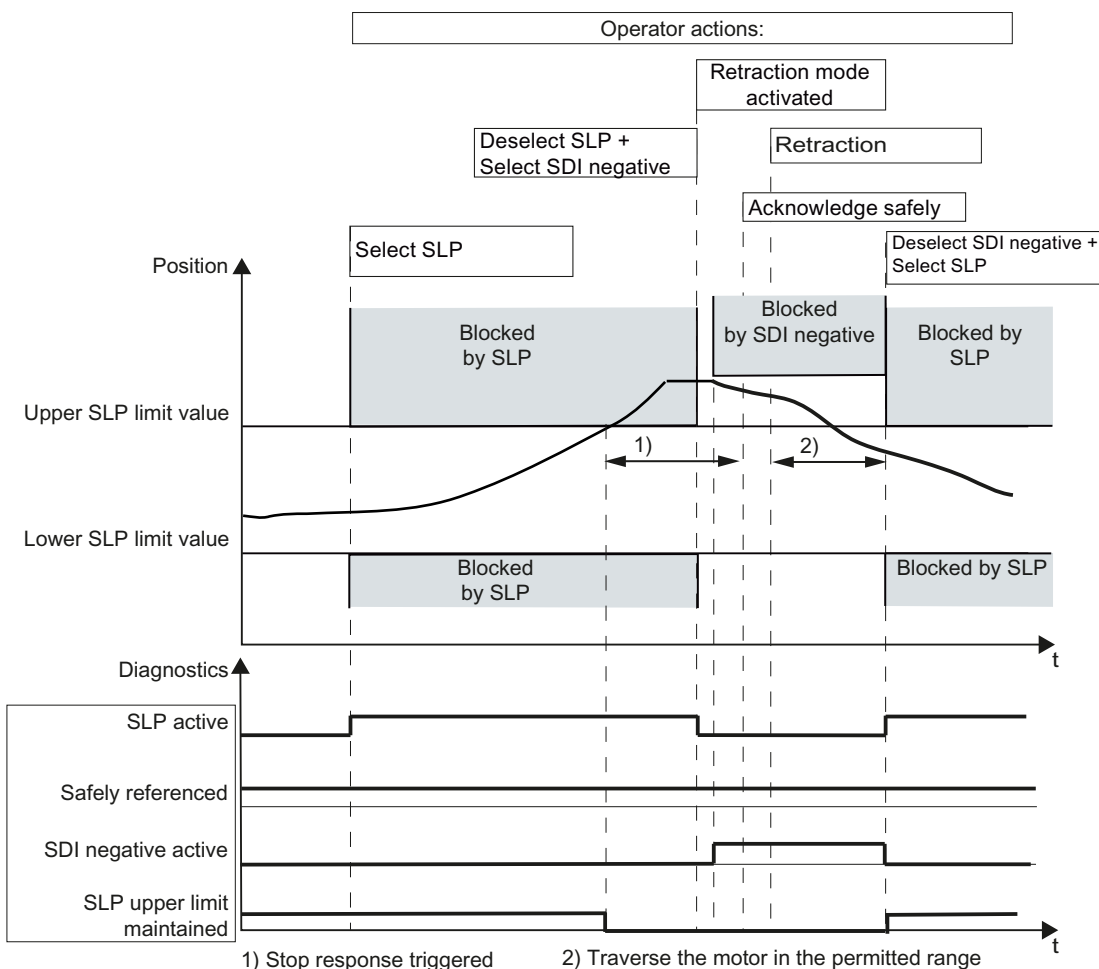 Operator actions:
Retraction mode
activated
Deselect SLP +
Select SDI negative
Retraction
Acknowledge safely
Select SLP
Deselect SDI negative +
Select SLP
Position
Blocked
by SLP
Blocked
by SDI negative
Blocked by
SLP
Upper SLP limit value
1)
2)
Lower SLP limit value
Blocked
by SLP
Blocked by SLP
t
Diagnostics
SLP active
Safely referenced
SDI negative active
SLP upper limit
maintained
t
1) Stop response triggered
2) Traverse the motor in the permitted range